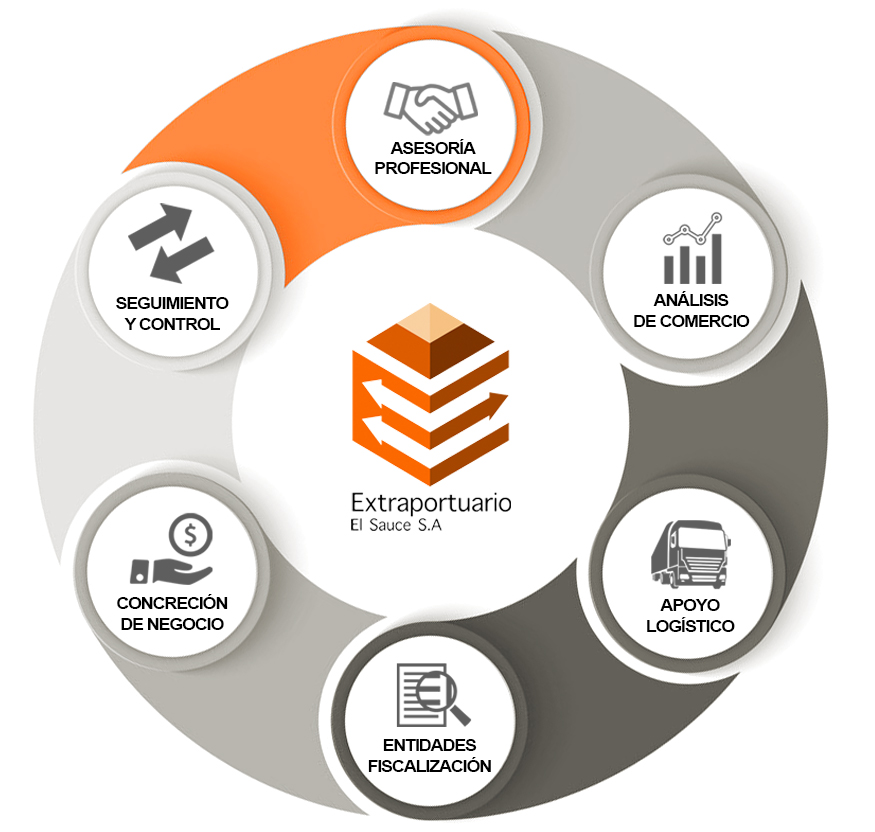 ASESORÍA
PROFESIONAL
ANÁLISIS
DE COMERCIO
APOYO
LOGÍSTICO
ENTIDADES
FISCALIZACIÓN
CONCRECIÓN
DE NEGOCIO
$
SEGUIMIENTO
Y CONTROL
Extraportuario
El Sauce S.A